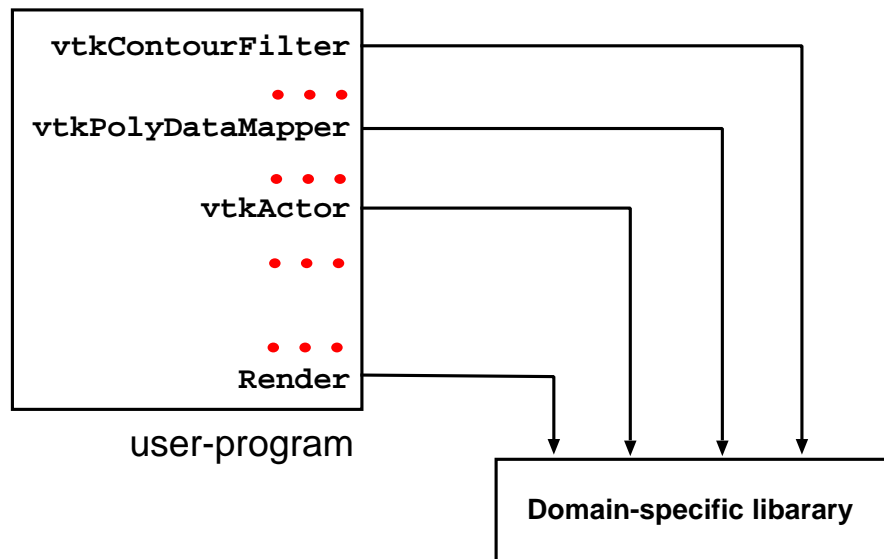 vtkContourFilter
vtkPolyDataMapper
vtkActor
Render
user-program
Domain-specific libarary